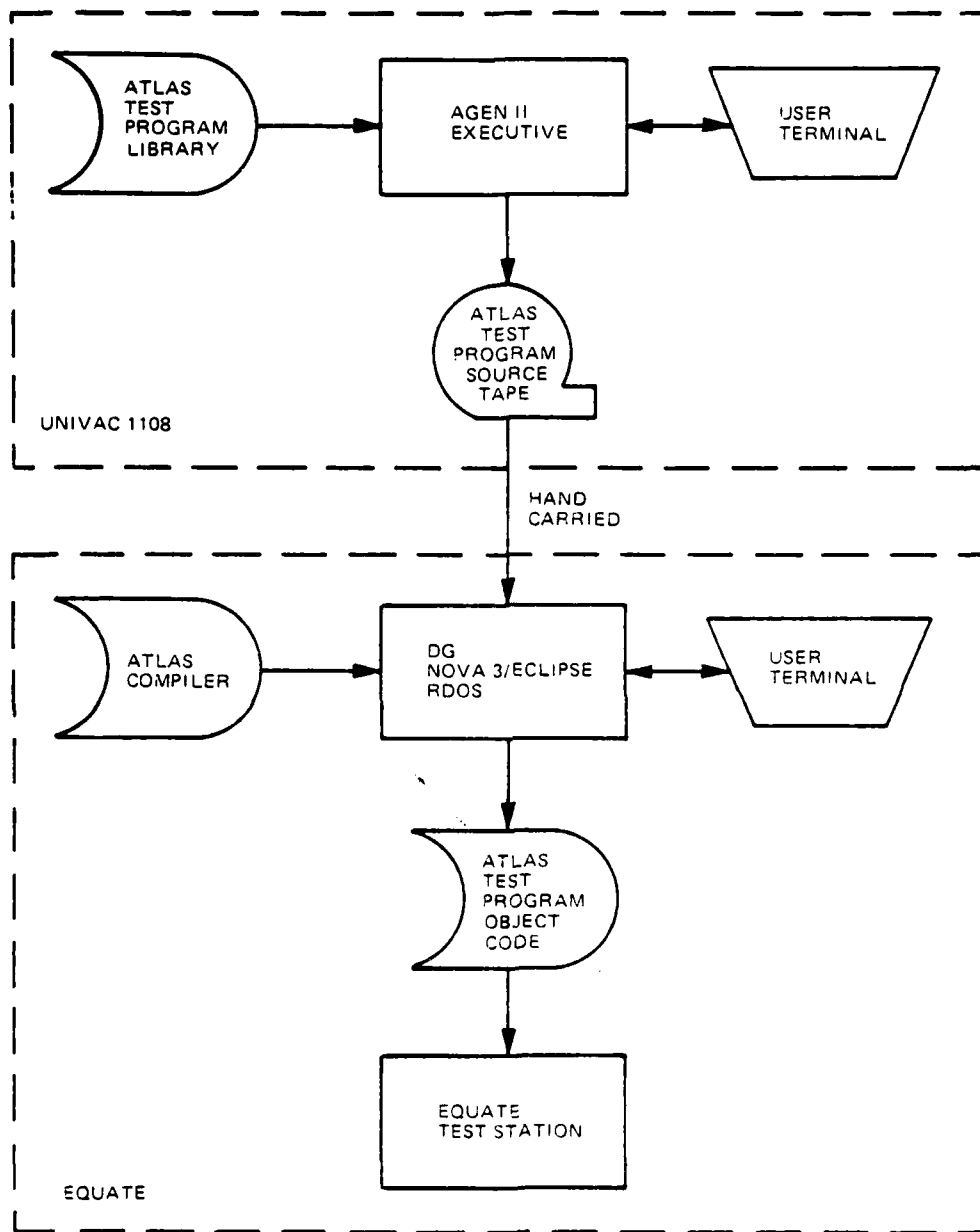 ATLAS
TEST
PROGRAM
LIBRARY
AGEN II
EXECUTIVE
USER
TERMINAL
ATLAS
TEST
PROGRAM
SOURCE
TAPE
UNIVAC 1108
HAND
CARRIED
ATLAS
COMPILER
DG
NOVA 3/ECLIPSE
RDOS
USER
TERMINAL
ATLAS
TEST
PROGRAM
OBJECT
CODE
EQUATE
TEST STATION
EQUATE